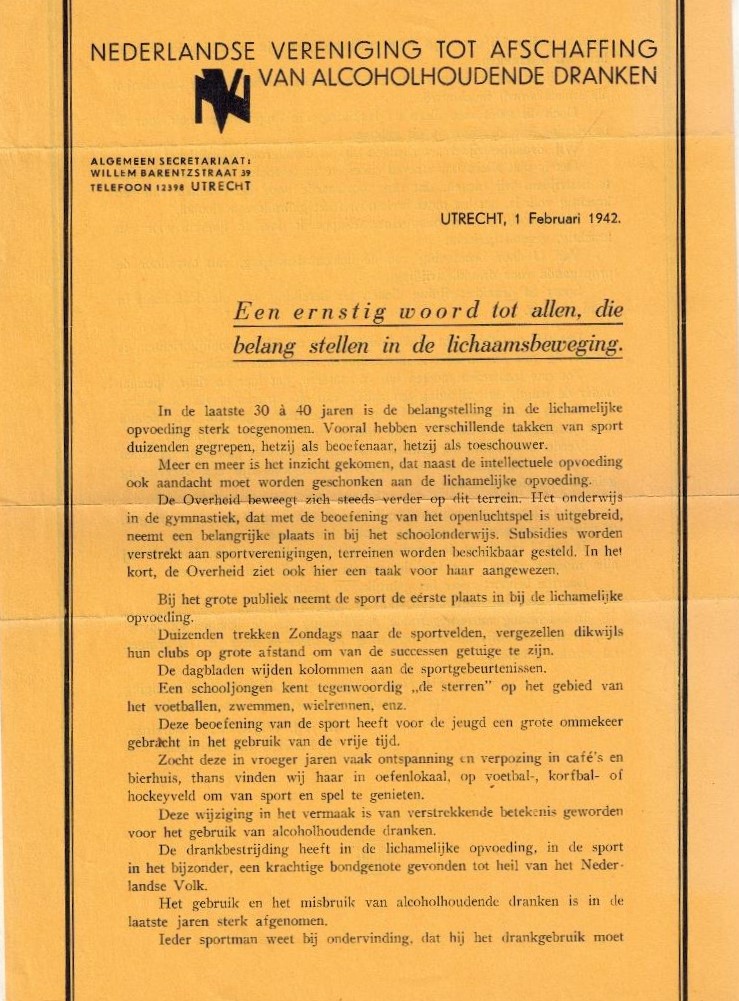 NEDERLANDSE VERENIGING TOT AFSCHAFFING
VAN ALCOHOLHOUDENDE DRANKEN
ALGEMEEN SECRETARIAAT:
WILLEM BARENTZSTRAAT 39
TELEFOON 12398 UTRECHT
UTRECHT, 1 Februari 1942.
Een ernstig woord tot allen, die
belang stellen in de lichaamsbeweging.
In de laatste 30 à 40 jaren is de belangstelling in de lichamelijke
opvoeding sterk toegenomen. Vooral hebben verschillende takken van sport
duizenden gegrepen, hetzij als beoefenaar, hetzij als toeschouwer.
Meer en meer is het inzicht gekomen, dat naast de intellectuele opvoeding
ook aandacht moet worden geschonken aan de lichamelijke opvoeding.
De Overheid beweegt zich steeds verder op dit terrein. Het onderwijs
in de gymnastiek, dat met de beoefening van het openluchtspel is uitgebreid,
neemt een belangrijke plaats in bij het schoolonderwijs. Subsidies worden
verstrekt aan sportverenigingen, terreinen worden beschikbaar gesteld. In het
kort, de Overheid ziet ook hier een taak voor haar aangewezen.
Bij het grote publiek neemt de sport de eerste plaats in bij de lichamelijke
opvoeding.
Duizenden trekken Zondags naar de sportvelden, vergezellen dikwijls
hun clubs op grote afstand om van de successen getuige te zijn.
De dagbladen wijden kolommen aan de sportgebeurtenissen.
Een schooljongen kent tegenwoordig „de sterren” op het gebied van
het voetballen, zwemmen, wielrennen, enz.
Deze beoefening van de sport heeft voor de jeugd een grote ommekeer
gebracht in het gebruik van de vrije tijd.
Zocht deze in vroeger jaren vaak ontspanning en verpozing in café's en
bierhuis, thans vinden wij haar in oefenlokaal, op voetbal-, korfbal- of
hockeyveld om van sport en spel te genieten.
Deze wijziging in het vermaak is van verstrekkende betekenis geworden
voor het gebruik van alcoholhoudende dranken.
De drankbestrijding heeft in de lichamelijke opvoeding, in de sport
in het bijzonder, een krachtige bondgenote gevonden tot heil van het Neder-
landse Volk.
Het gebruik en het misbruik van alcoholhoudende dranken is in de
laatste jaren sterk afgenomen.
Ieder sportman weet bij ondervinding, dat hij het drankgebruik moet